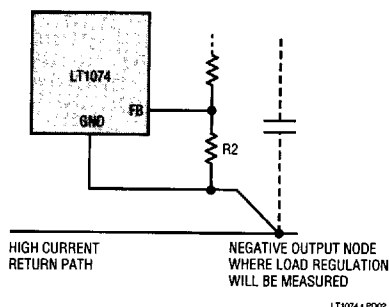 LT1074
FB
GND
R2
HIGH CURRENT
RETURN PATH
NEGATIVE OUTPUT NODE
WHERE LOAD REGULATION
WILL BE MEASURED
LT1074 • PD02